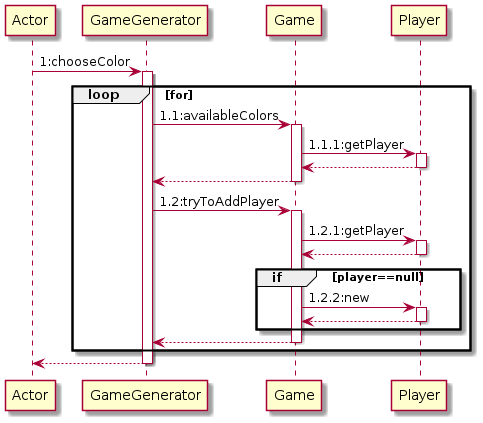 Actor GameGenerator Game Player
1:chooseColor
loop [for]
1.1:availableColors
1.1.1:getPlayer
1.2:tryToAddPlayer
1.2.1:getPlayer
if [player==null]
1.2.2:new
Actor GameGenerator Game Player